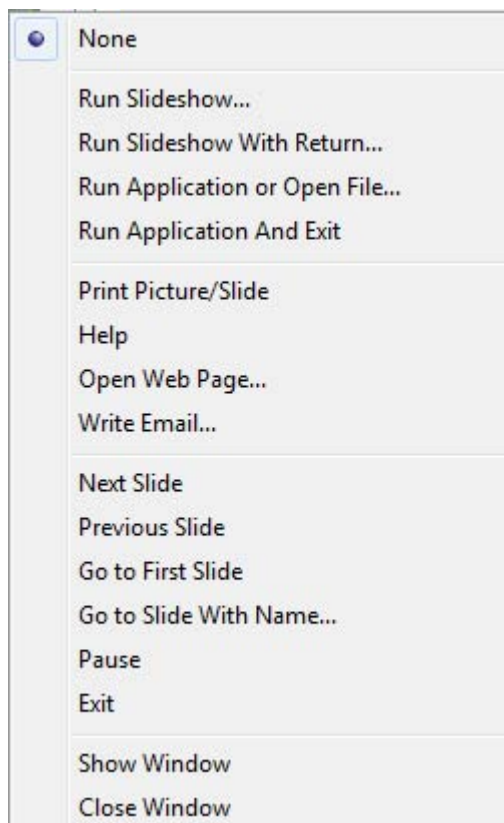 None
Run Slideshow...
Run Slideshow With Return...
Run Application or Open File...
Run Application And Exit
Print Picture/Slide
Help
Open Web Page...
Write Email...
Next Slide
Previous Slide
Go to First Slide
Go to Slide With Name...
Pause
Exit
Show Window
Close Window